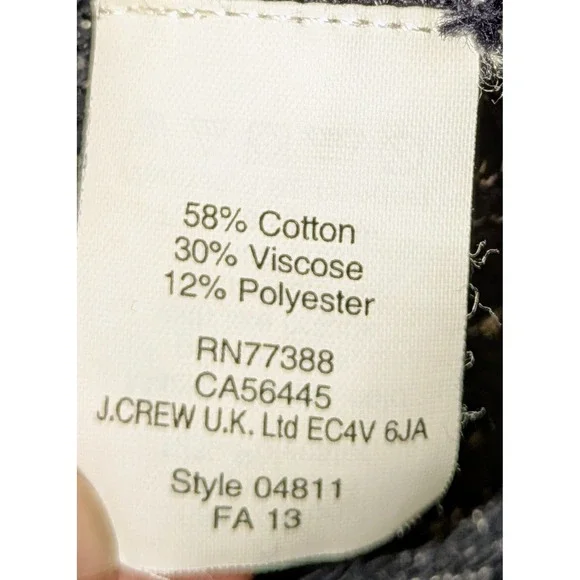 58% Cotton
30% Viscose
12% Polyester
RN77388
CA56445
J.CREW U.K. Ltd EC4V 6JA
Style 04811
FA 13